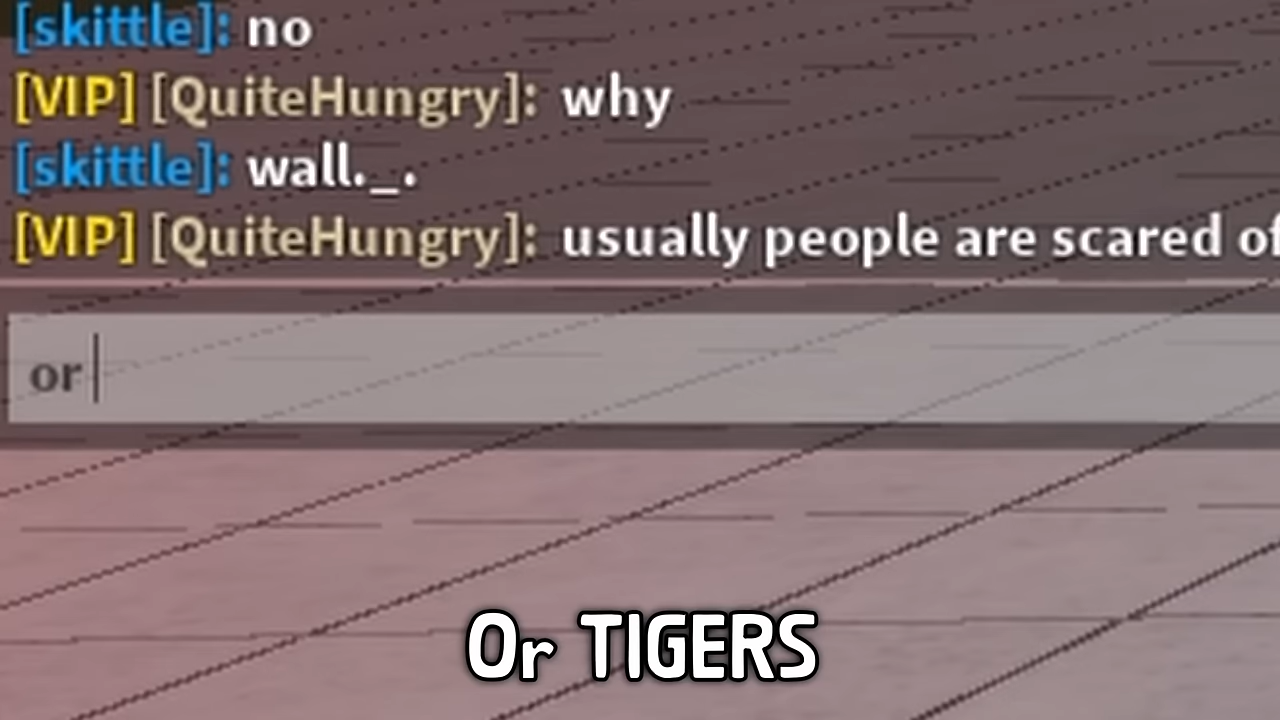 [skittle]: no
[VIP] [QuiteHungry]: why
[skittle]: wall._.
[VIP] [QuiteHungry]: usually people are scared of
or
Or TIGERS